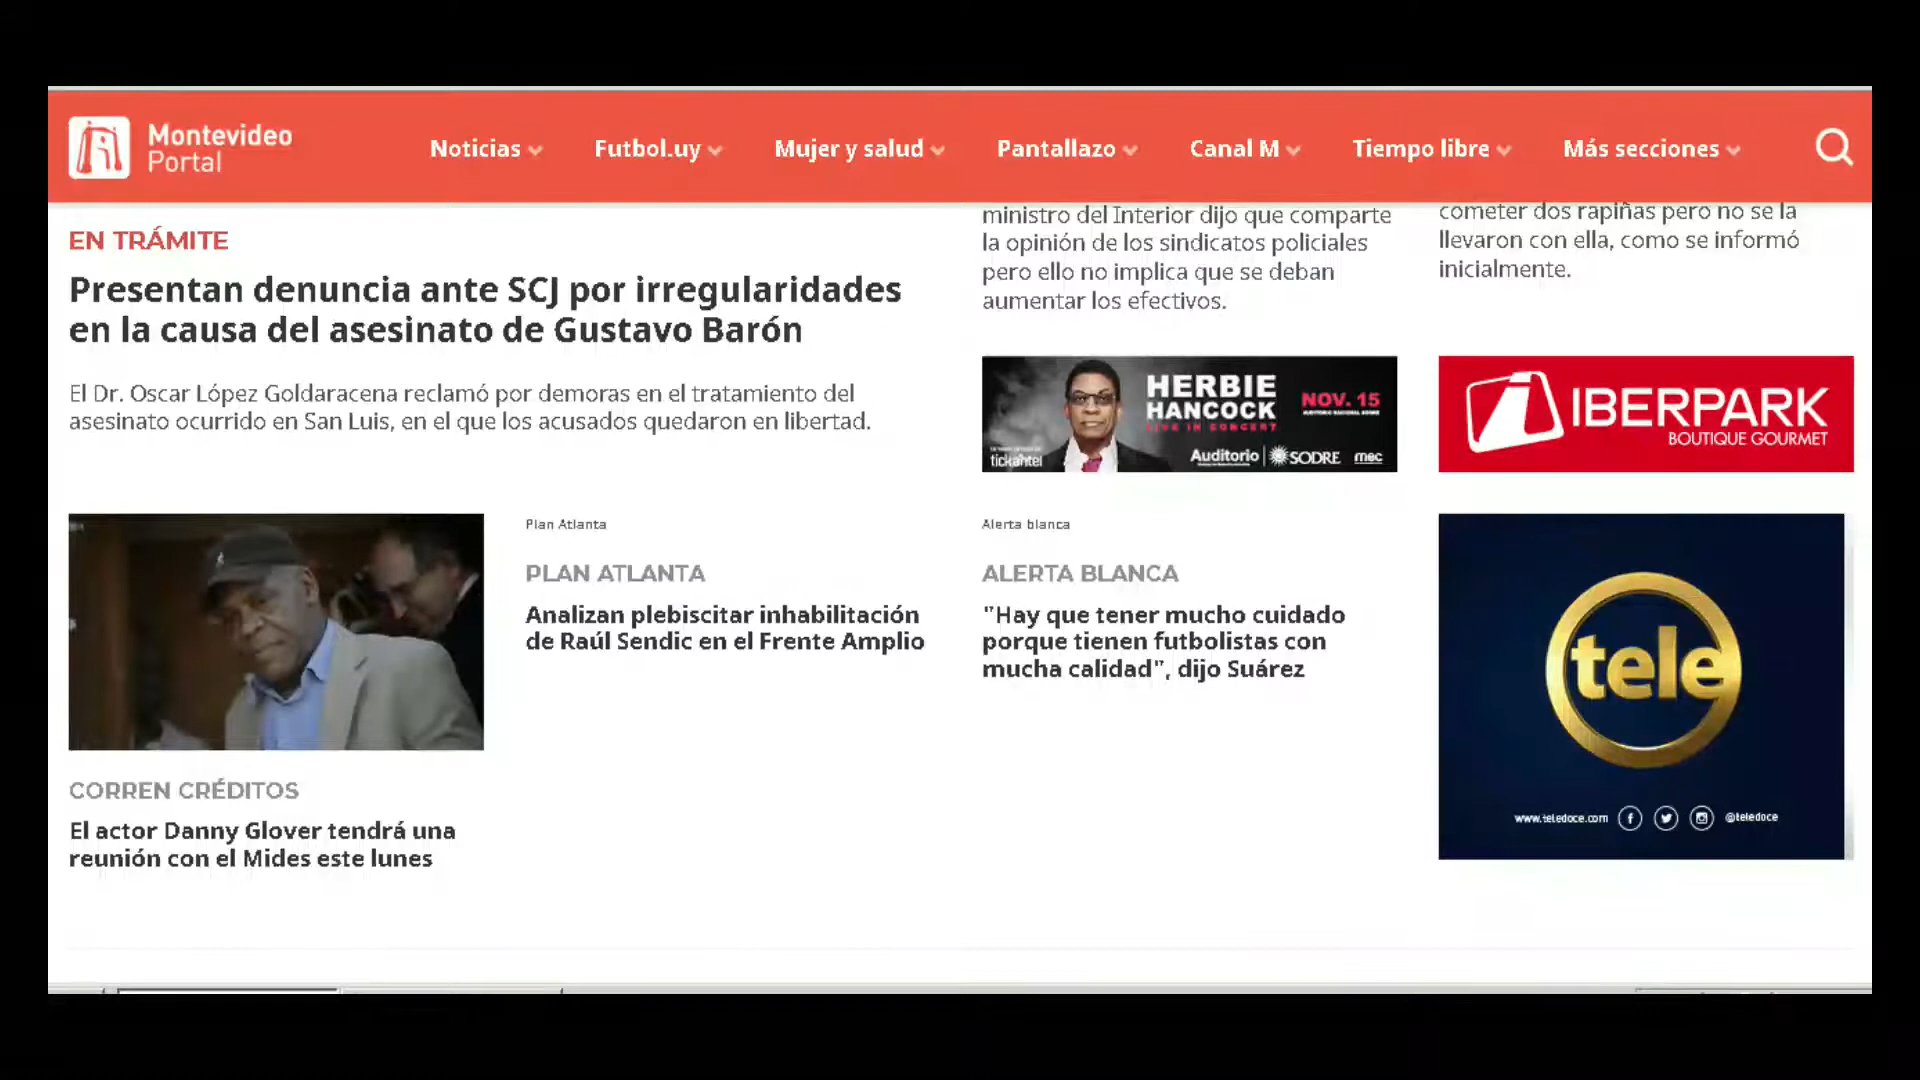 Montevideo
Portal
Noticias
Futbol.uy
Mujer y salud
Pantallazo
Canal M
Tiempo libre
Más secciones
EN TRÁMITE
Presentan denuncia ante SCJ por irregularidades
en la causa del asesinato de Gustavo Barón
El Dr. Oscar López Goldaracena reclamó por demoras en el tratamiento del
asesinato ocurrido en San Luis, en el que los acusados quedaron en libertad.
ministro del Interior dijo que comparte
la opinión de los sindicatos policiales
pero ello no implica que se deban
aumentar los efectivos.
cometer dos rapiñas pero no se la
llevaron con ella, como se informó
inicialmente.
HERBIE
HANCOCK
LIVE IN CONCERT
NOV. 15
AUDITORIO NACIONAL SODRE
tickantel
Auditorio
SODRE
mec
IBERPARK
BOUTIQUE GOURMET
CORREN CRÉDITOS
El actor Danny Glover tendrá una
reunión con el Mides este lunes
Plan Atlanta
PLAN ATLANTA
Analizan plebiscitar inhabilitación
de Raúl Sendic en el Frente Amplio
Alerta blanca
ALERTA BLANCA
"Hay que tener mucho cuidado
porque tienen futbolistas con
mucha calidad", dijo Suárez
tele
www.teledoce.com
@teledoce